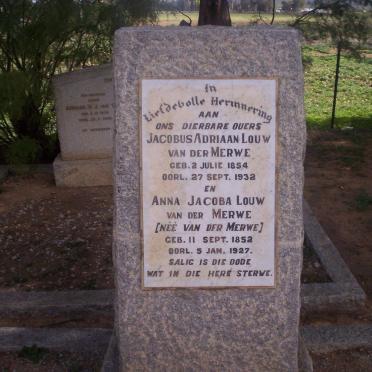 In
Liefdevolle Herinnering
AAN
ONS DIERBARE OUERS
JACOBUS ADRIAAN LOUW
VAN DER MERWE
GEB. 2 JULIE 1854
OORL. 27 SEPT. 1932
EN
ANNA JACOBA LOUW
VAN DER MERWE
[NÉÉ VAN DER MERWE]
GEB. 11 SEPT. 1852
OORL. 5 JAN. 1927.
SALIG IS DIE DODE
WAT IN DIE HERE STERWE.